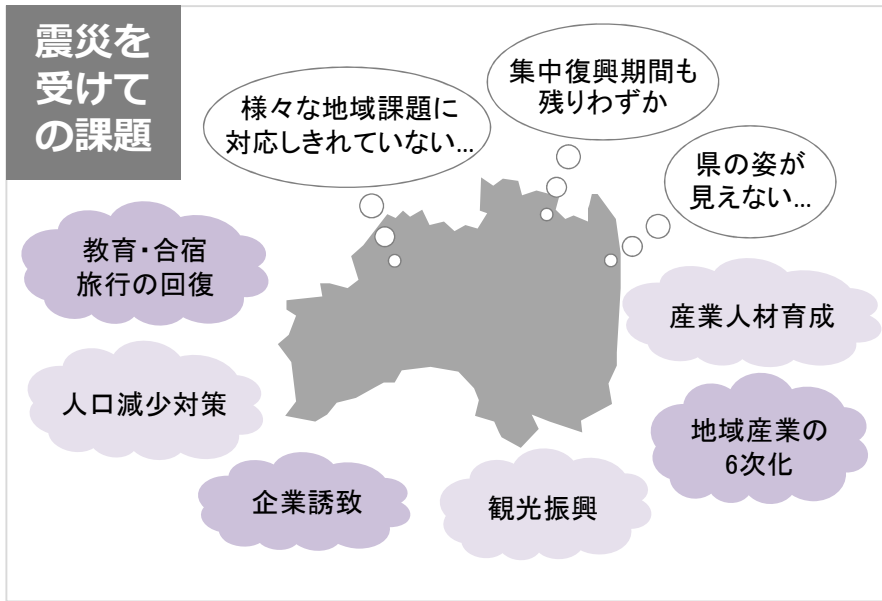 震災を
受けて
の課題
様々な地域課題に
対応しきれていない...
集中復興期間も
残りわずか
県の姿が
見えない...
教育・合宿
旅行の回復
人口減少対策
企業誘致
観光振興
産業人材育成
地域産業の
6次化